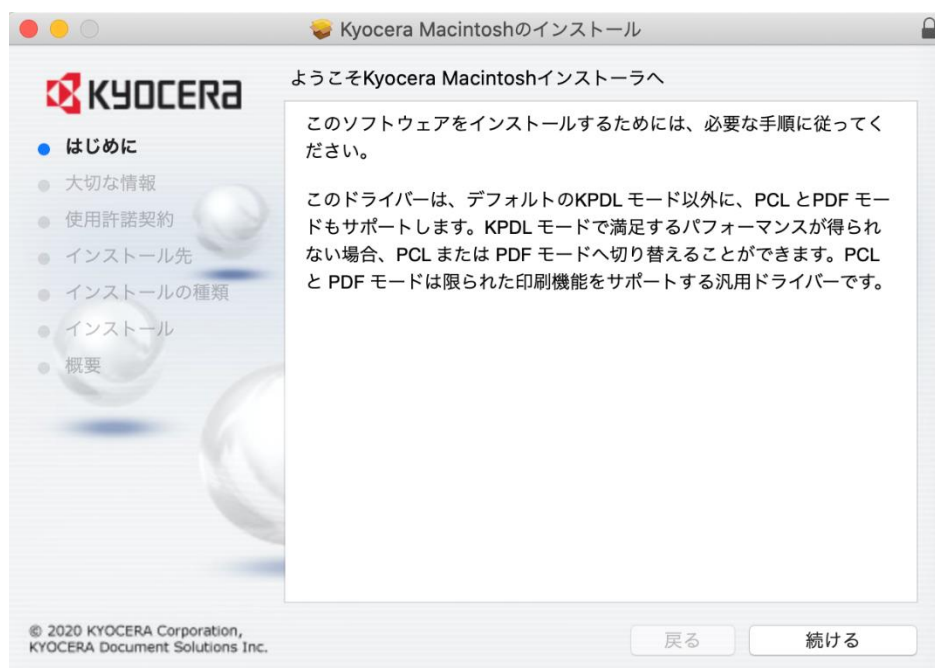 Kyocera Macintoshのインストール
KYOCERA
はじめに
大切な情報
使用許諾契約
インストール先
インストールの種類
インストール
概要
ようこそKyocera Macintoshインストーラへ
このソフトウェアをインストールするためには、必要な手順に従ってく
ださい。
このドライバーは、デフォルトのKPDL モード以外に、PCL とPDF モー
ドもサポートします。KPDL モードで満足するパフォーマンスが得られ
ない場合、PCL または PDF モードへ切り替えることができます。PCL
と PDF モードは限られた印刷機能をサポートする汎用ドライバーです。
© 2020 KYOCERA Corporation,
KYOCERA Document Solutions Inc.
戻る
続ける